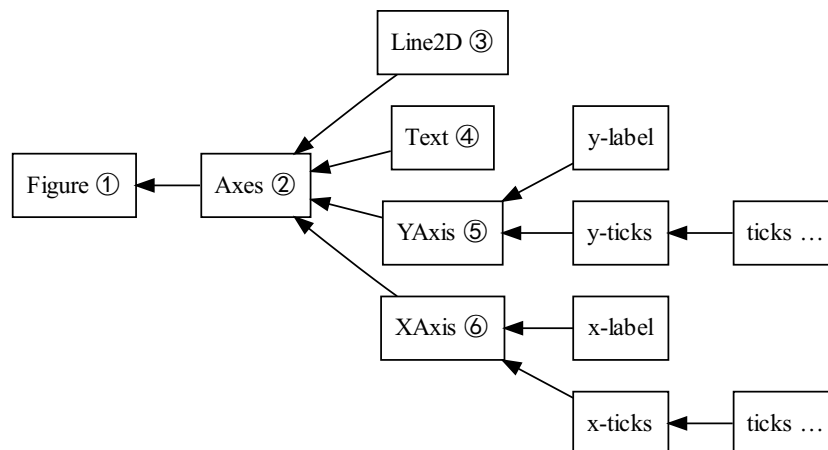 Line2D ③
Text ④
y-label
Figure ①
Axes ②
YAxis ⑤
y-ticks
ticks …
XAxis ⑥
x-label
x-ticks
ticks …